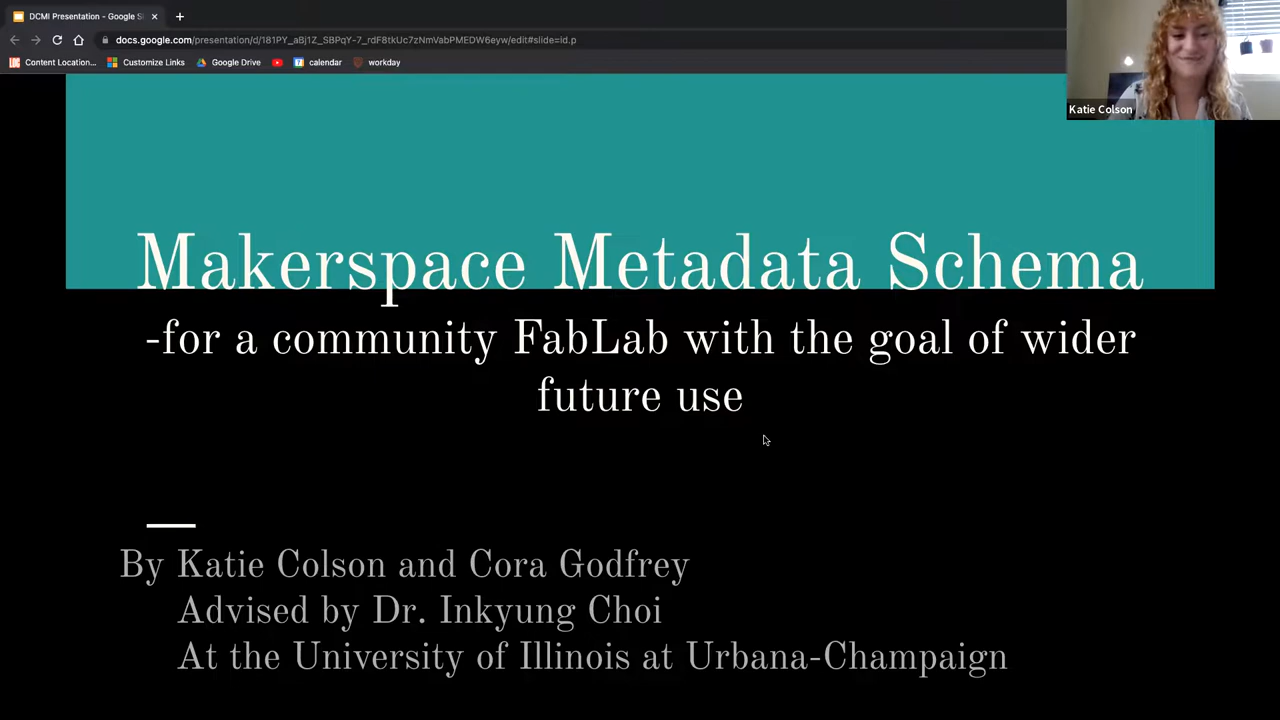 DCMI Presentation - Google Sl
docs.google.com/presentation/d/181PY_aBj1Z_SBPqY-7_rdF8tkUc7zNmVabPMEDW6eyw/edit#slide=id.p
Content Location... Customize Links Google Drive calendar workday
Katie Colson
Makerspace Metadata Schema
-for a community FabLab with the goal of wider
future use
By Katie Colson and Cora Godfrey
Advised by Dr. Inkyung Choi
At the University of Illinois at Urbana-Champaign